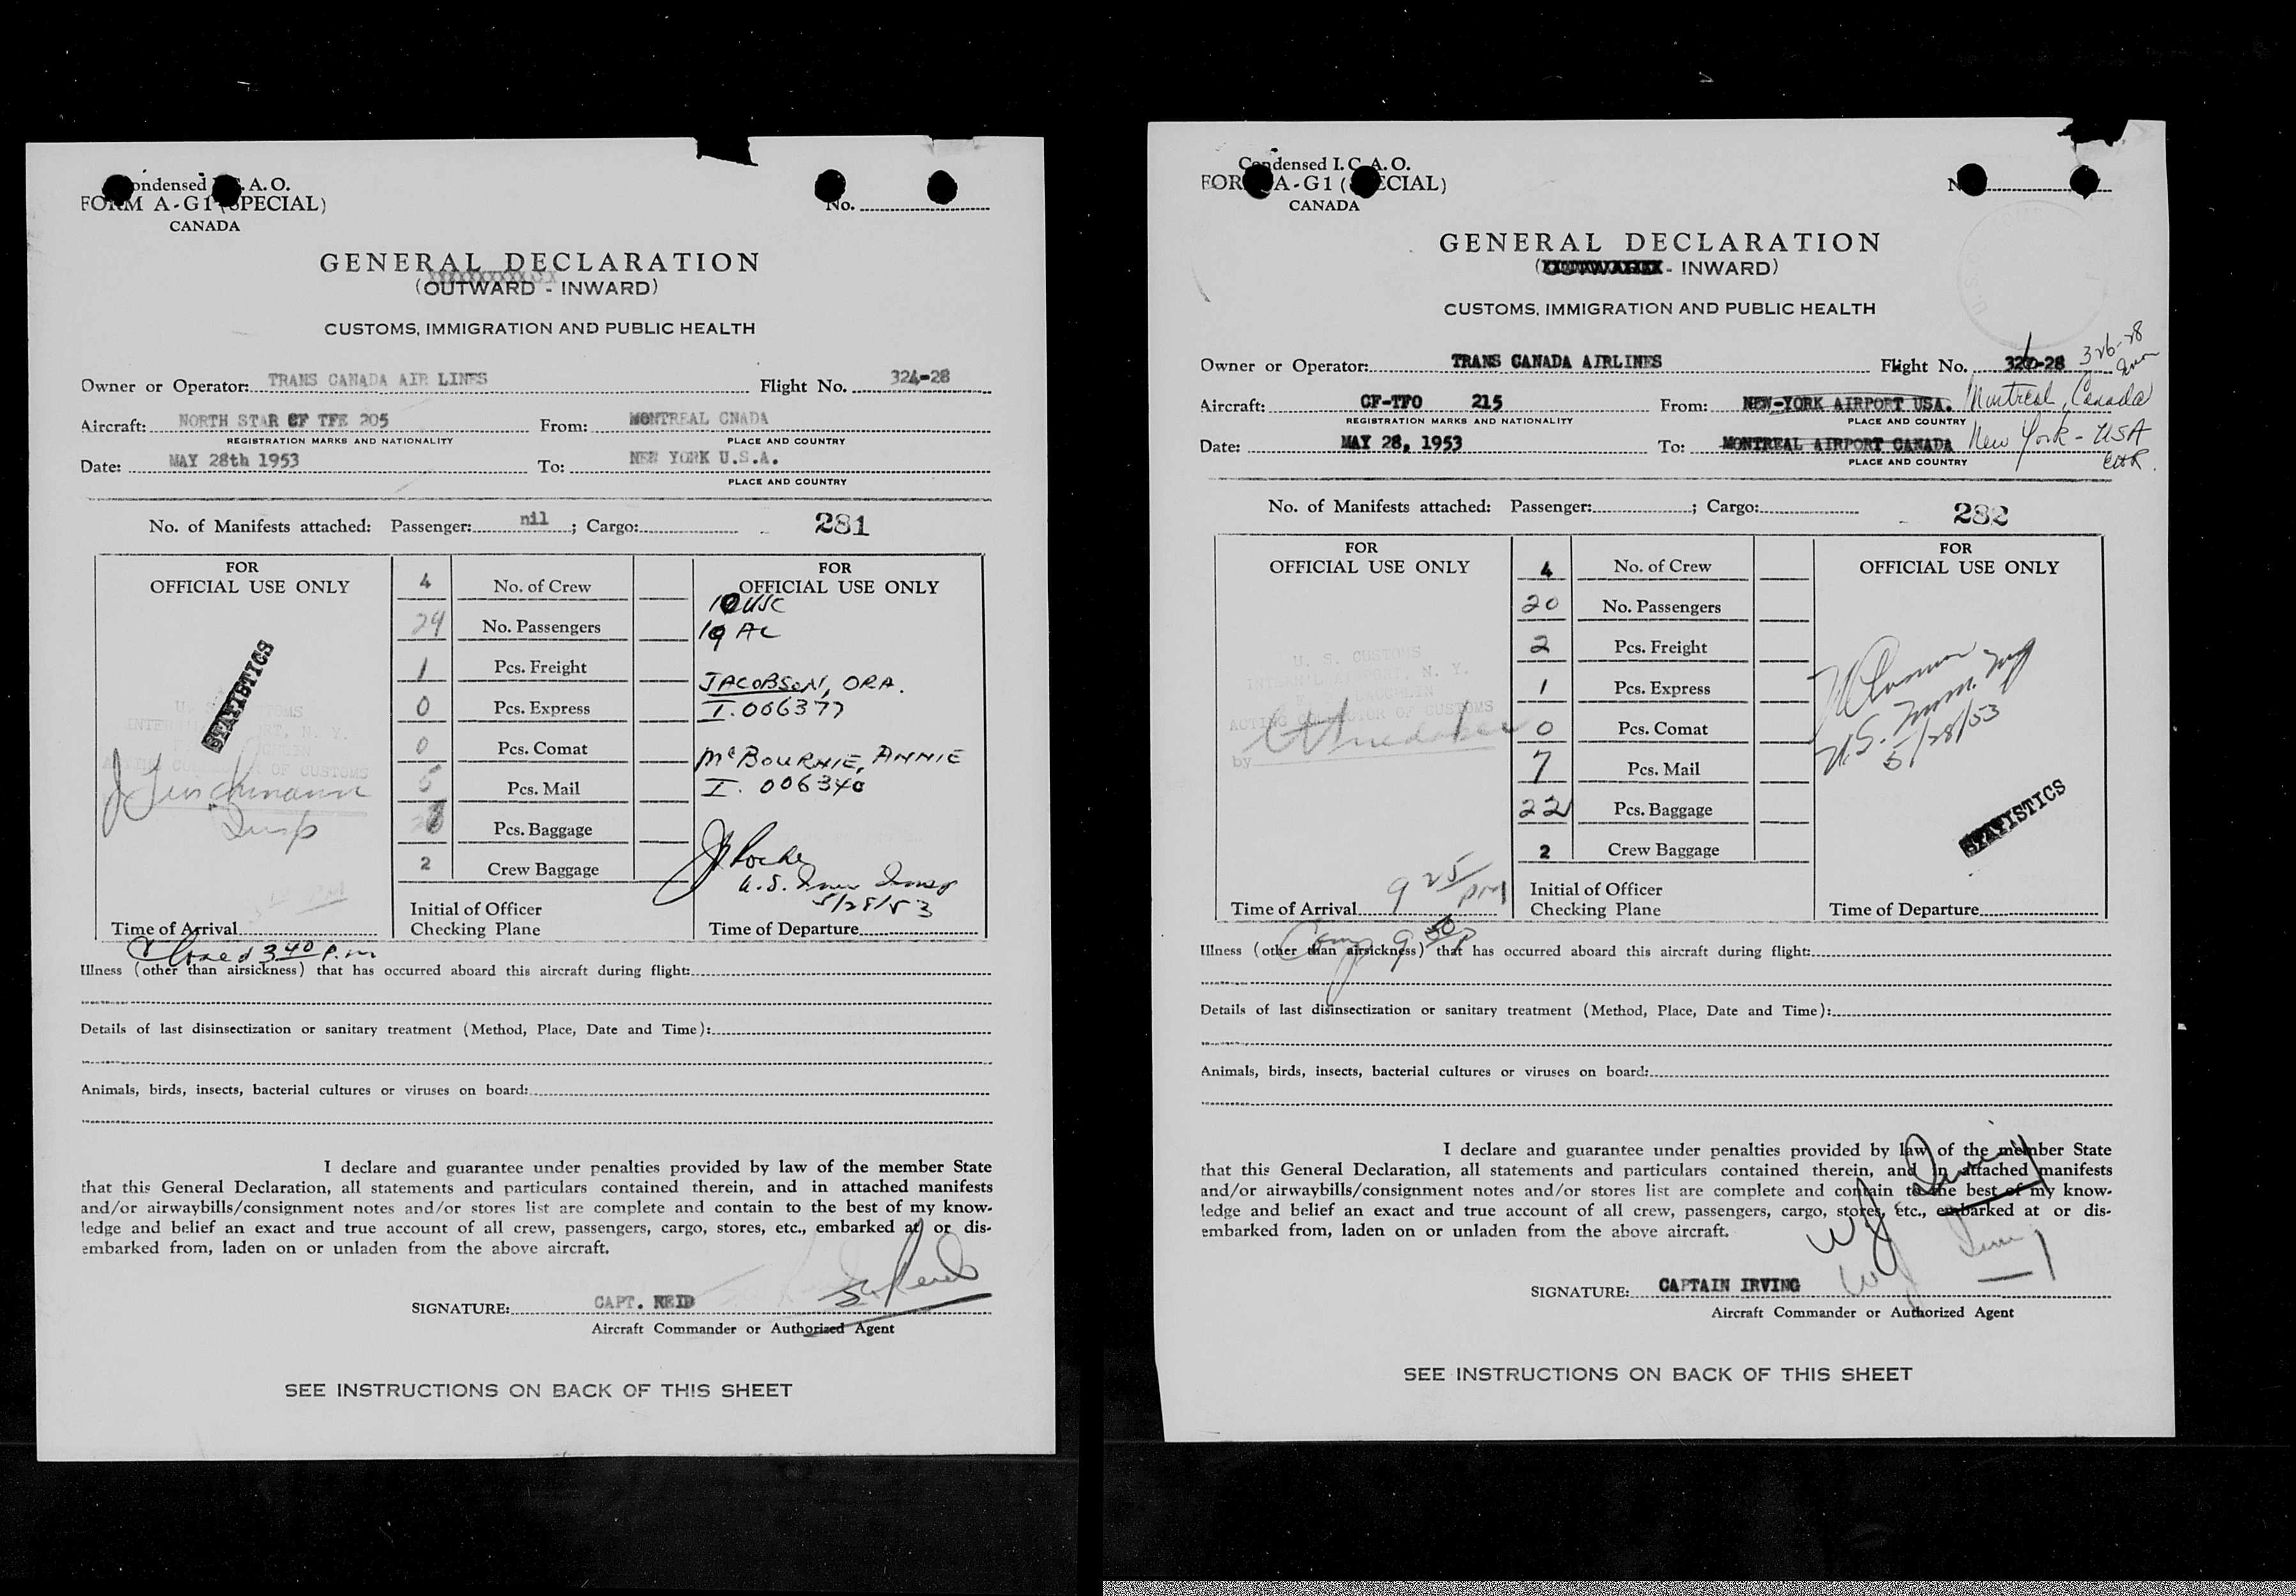 Condensed I.C.A.O.
FORM A-G1 (SPECIAL)
CANADA
No.
GENERAL DECLARATION
(OUTWARD - INWARD)
CUSTOMS, IMMIGRATION AND PUBLIC HEALTH
Owner or Operator: TRANS CANADA AIR LINES Flight No. 324-28
Aircraft: NORTH STAR CF TFE 205 From: MONTREAL CNADA
REGISTRATION MARKS AND NATIONALITY PLACE AND COUNTRY
Date: MAY 28th 1953 To: NEW YORK U.S.A.
PLACE AND COUNTRY
No. of Manifests attached: Passenger: nil ; Cargo: 281
FOR OFFICIAL USE ONLY
STATISTICS
Insp
Time of Arrival
Closed 3 40 P.m
4 No. of Crew
29 No. Passengers
1 Pcs. Freight
0 Pcs. Express
0 Pcs. Comat
5 Pcs. Mail
Pcs. Baggage
2 Crew Baggage
Initial of Officer
Checking Plane
FOR
OFFICIAL USE ONLY
10 USC
19 AC
JACOBSON, ORA.
I.006377
McBOURNIE, ANNIE
I. 006340
U.S. Imm Insp
5/28/53
Time of Departure
Illness (other than airsickness) that has occurred aboard this aircraft during flight:
Details of last disinsectization or sanitary treatment (Method, Place, Date and Time):
Animals, birds, insects, bacterial cultures or viruses on board:
I declare and guarantee under penalties provided by law of the member State
that this General Declaration, all statements and particulars contained therein, and in attached manifests
and/or airwaybills/consignment notes and/or stores list are complete and contain to the best of my know-
ledge and belief an exact and true account of all crew, passengers, cargo, stores, etc., embarked at or dis-
embarked from, laden on or unladen from the above aircraft.
SIGNATURE: CAPT. REID
Aircraft Commander or Authorized Agent
SEE INSTRUCTIONS ON BACK OF THIS SHEET
Condensed I.C.A.O.
FORM A-G1 (SPECIAL)
CANADA
No.
GENERAL DECLARATION
- INWARD)
CUSTOMS, IMMIGRATION AND PUBLIC HEALTH
Owner or Operator: TRANS CANADA AIRLINES Flight No. 320-28 326-28
Aircraft: CF-TFO 215 From: NEW-YORK AIRPORT USA. Montreal, Canada
REGISTRATION MARKS AND NATIONALITY PLACE AND COUNTRY
Date: MAY 28, 1953 To: MONTREAL AIRPORT CANADA New York - USA
PLACE AND COUNTRY
No. of Manifests attached: Passenger: ; Cargo: 282
FOR
OFFICIAL USE ONLY
U. S. CUSTOMS
ACTING COLLECTOR OF CUSTOMS
by
Time of Arrival 9 25 pm
Comp 9 50 P
4 No. of Crew
20 No. Passengers
2 Pcs. Freight
1 Pcs. Express
0 Pcs. Comat
7 Pcs. Mail
22 Pcs. Baggage
2 Crew Baggage
Initial of Officer
Checking Plane
FOR
OFFICIAL USE ONLY
U.S. Imm. Insp
5/28/53
STATISTICS
Time of Departure
Illness (other than airsickness) that has occurred aboard this aircraft during flight:
Details of last disinsectization or sanitary treatment (Method, Place, Date and Time):
Animals, birds, insects, bacterial cultures or viruses on board:
I declare and guarantee under penalties provided by law of the member State
that this General Declaration, all statements and particulars contained therein, and in attached manifests
and/or airwaybills/consignment notes and/or stores list are complete and contain to the best of my know-
ledge and belief an exact and true account of all crew, passengers, cargo, stores, etc., embarked at or dis-
embarked from, laden on or unladen from the above aircraft.
SIGNATURE: CAPTAIN IRVING
Aircraft Commander or Authorized Agent
SEE INSTRUCTIONS ON BACK OF THIS SHEET